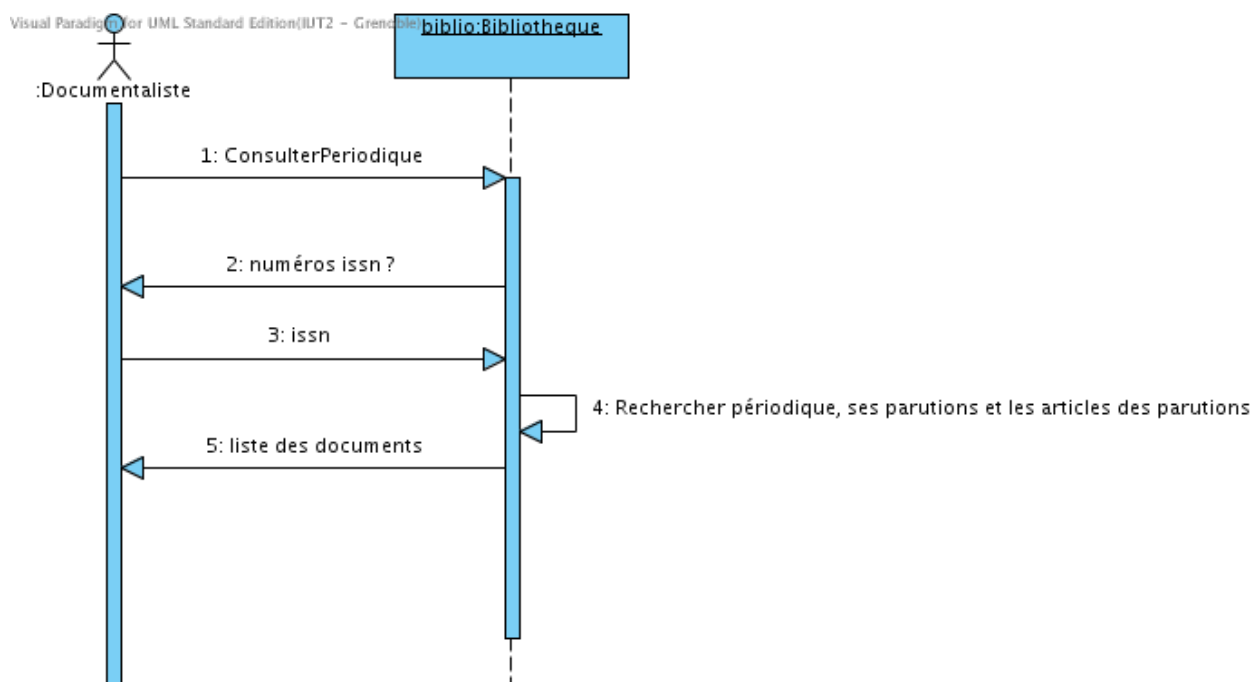 Visual Paradigm for UML Standard Edition(IUT2 - Grenoble)
biblio:Bibliotheque
:Documentaliste
1: ConsulterPeriodique
2: numéros issn ?
3: issn
4: Rechercher périodique, ses parutions et les articles des parutions
5: liste des documents